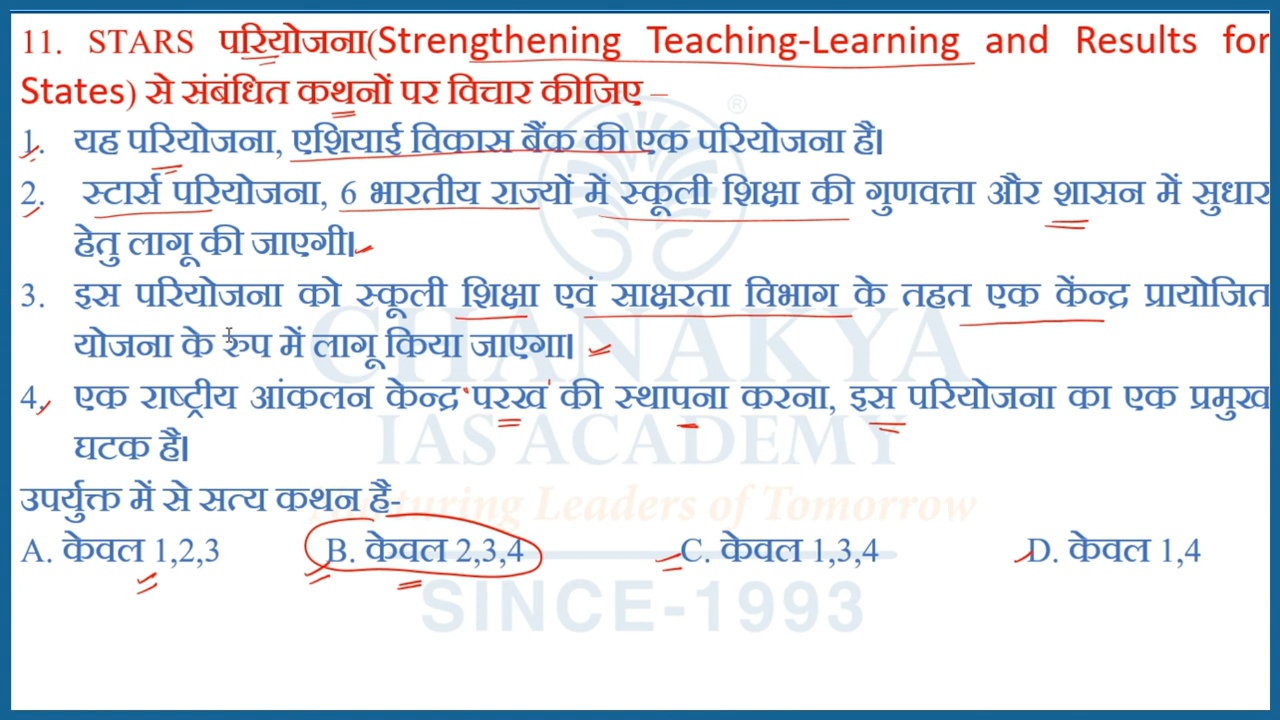 11. STARS परियोजना(Strengthening Teaching-Learning and Results for
States) से संबंधित कथनों पर विचार कीजिए –
1. यह परियोजना, एशियाई विकास बैंक की एक परियोजना है।
2. स्टार्स परियोजना, 6 भारतीय राज्यों में स्कूली शिक्षा की गुणवत्ता और शासन में सुधार
हेतु लागू की जाएगी।
3. इस परियोजना को स्कूली शिक्षा एवं साक्षरता विभाग के तहत एक केंन्द्र प्रायोजित
योजना के रुप में लागू किया जाएगा।
4. एक राष्ट्रीय आंकलन केन्द्र 'परख' की स्थापना करना, इस परियोजना का एक प्रमुख
घटक है।
उपर्युक्त में से सत्य कथन है-
A. केवल 1,2,3 B. केवल 2,3,4 C. केवल 1,3,4 D. केवल 1,4
CHANAKYA
IAS ACADEMY
Nurturing Leaders of Tomorrow
SINCE-1993